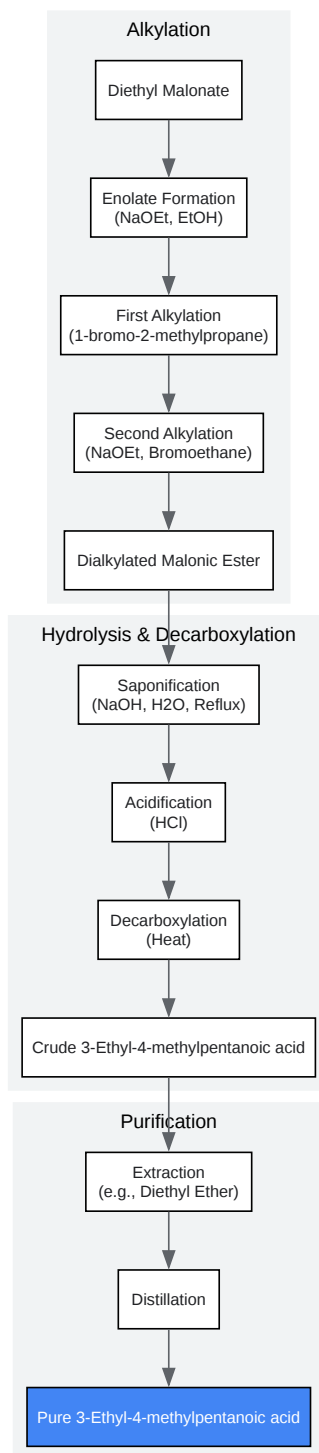 Alkylation
Diethyl Malonate
Enolate Formation
(NaOEt, EtOH)
First Alkylation
(1-bromo-2-methylpropane)
Second Alkylation
(NaOEt, Bromoethane)
Dialkylated Malonic Ester
Hydrolysis & Decarboxylation
Saponification
(NaOH, H2O, Reflux)
Acidification
(HCl)
Decarboxylation
(Heat)
Crude 3-Ethyl-4-methylpentanoic acid
Purification
Extraction
(e.g., Diethyl Ether)
Distillation
Pure 3-Ethyl-4-methylpentanoic acid